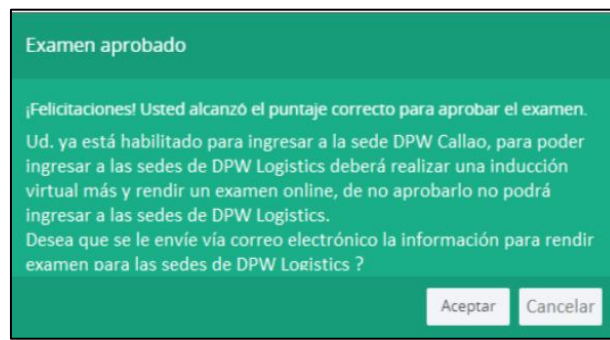 Examen aprobado
¡Felicitaciones! Usted alcanzó el puntaje correcto para aprobar el examen.
Ud. ya está habilitado para ingresar a la sede DPW Callao, para poder
ingresar a las sedes de DPW Logistics deberá realizar una inducción
virtual más y rendir un examen online, de no aprobarlo no podrá
ingresar a las sedes de DPW Logistics.
Desea que se le envíe vía correo electrónico la información para rendir
examen para las sedes de DPW Logistics ?
Aceptar Cancelar